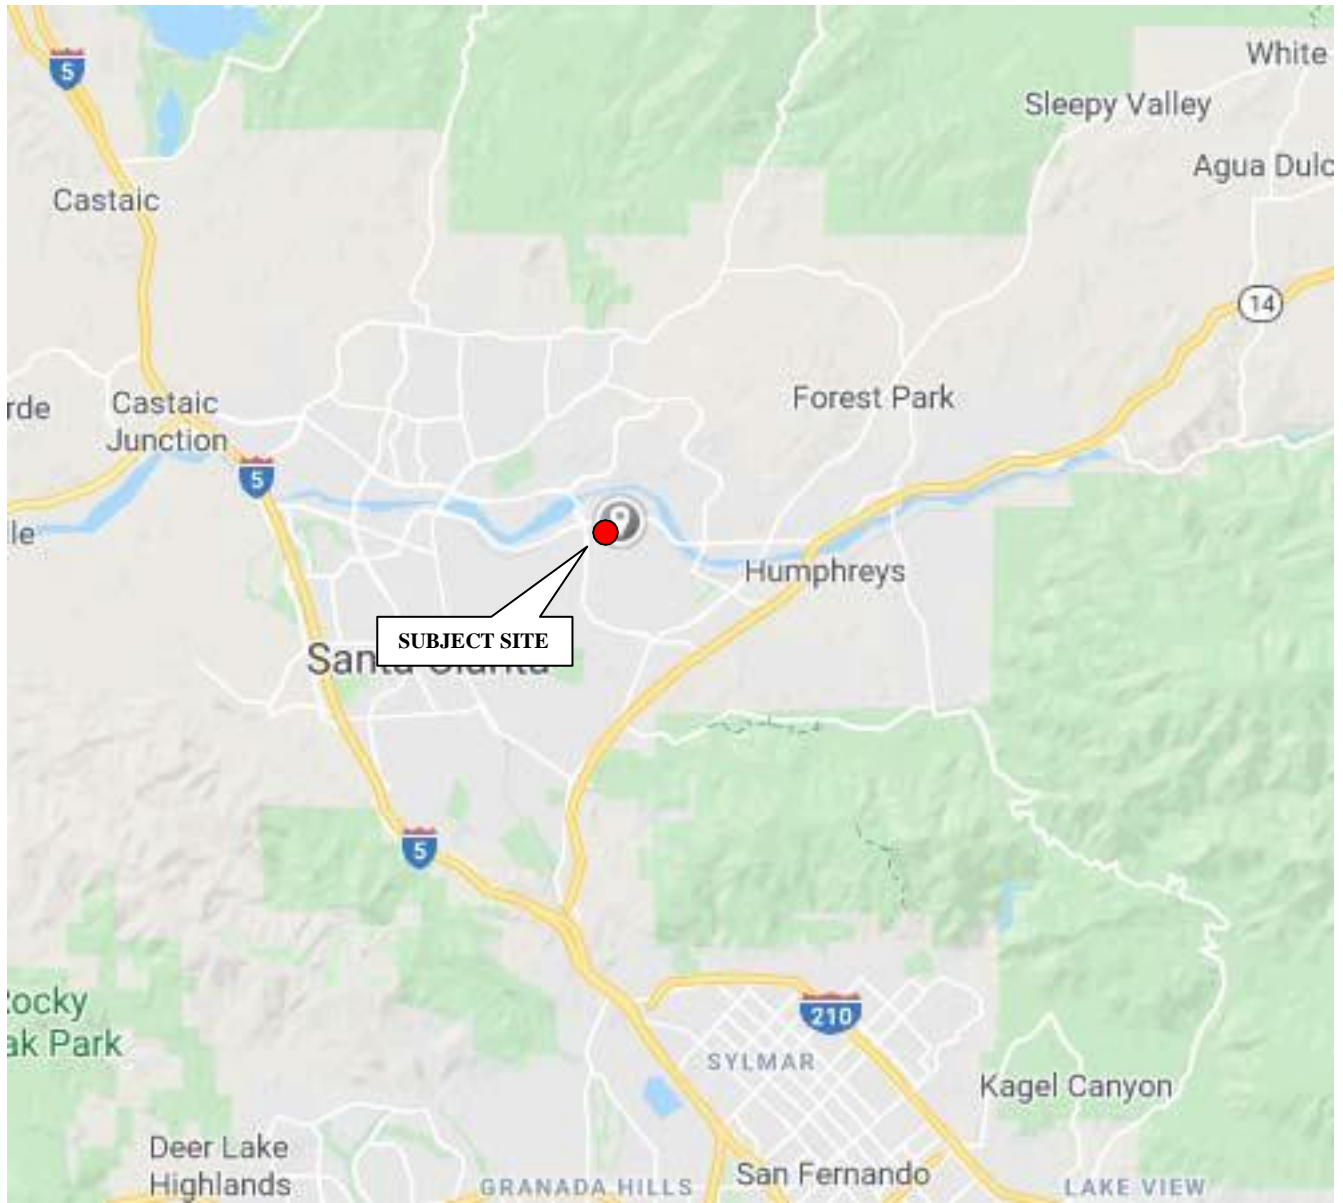 5
White
Sleepy Valley
Agua Dulc
Castaic
14
Forest Park
rde
Castaic
Junction
5
le
Humphreys
SUBJECT SITE
Santa
5
ocky
ak Park
210
SYLMAR
Kagel Canyon
Deer Lake
Highlands
San Fernando
GRANADA HILLS
LAKE VIEW